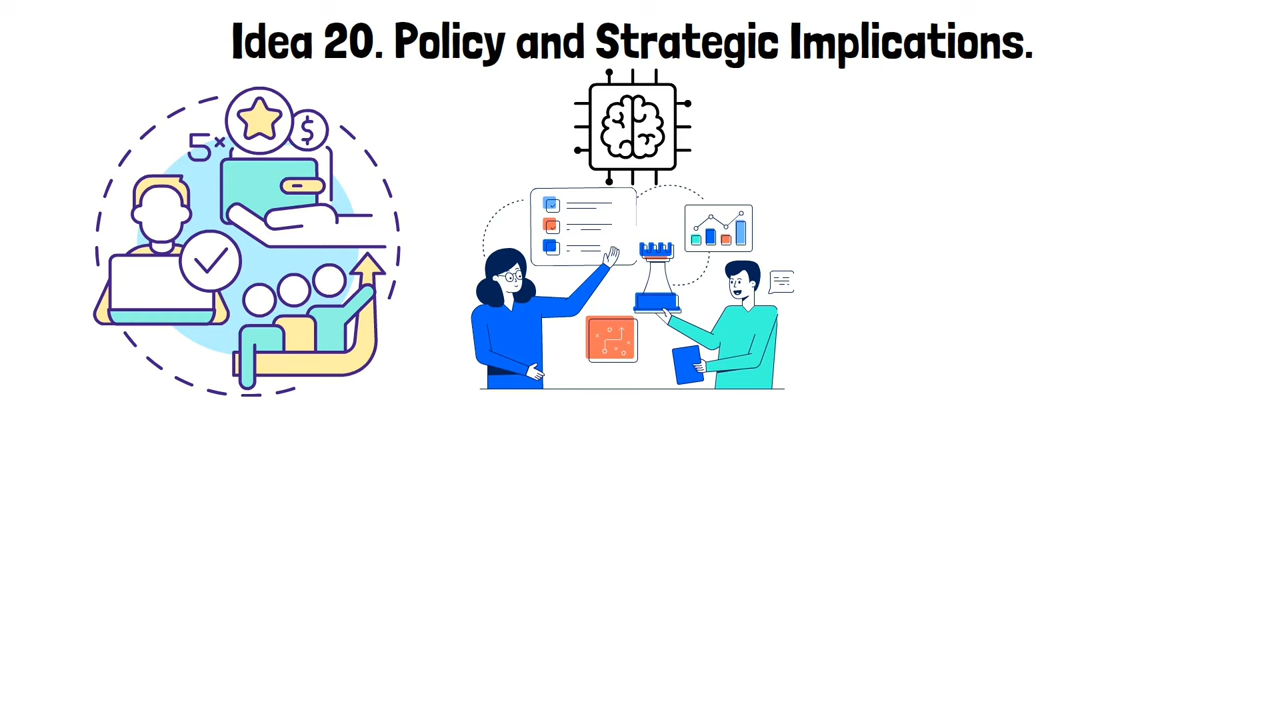 Idea 20. Policy and Strategic Implications.
5×
$